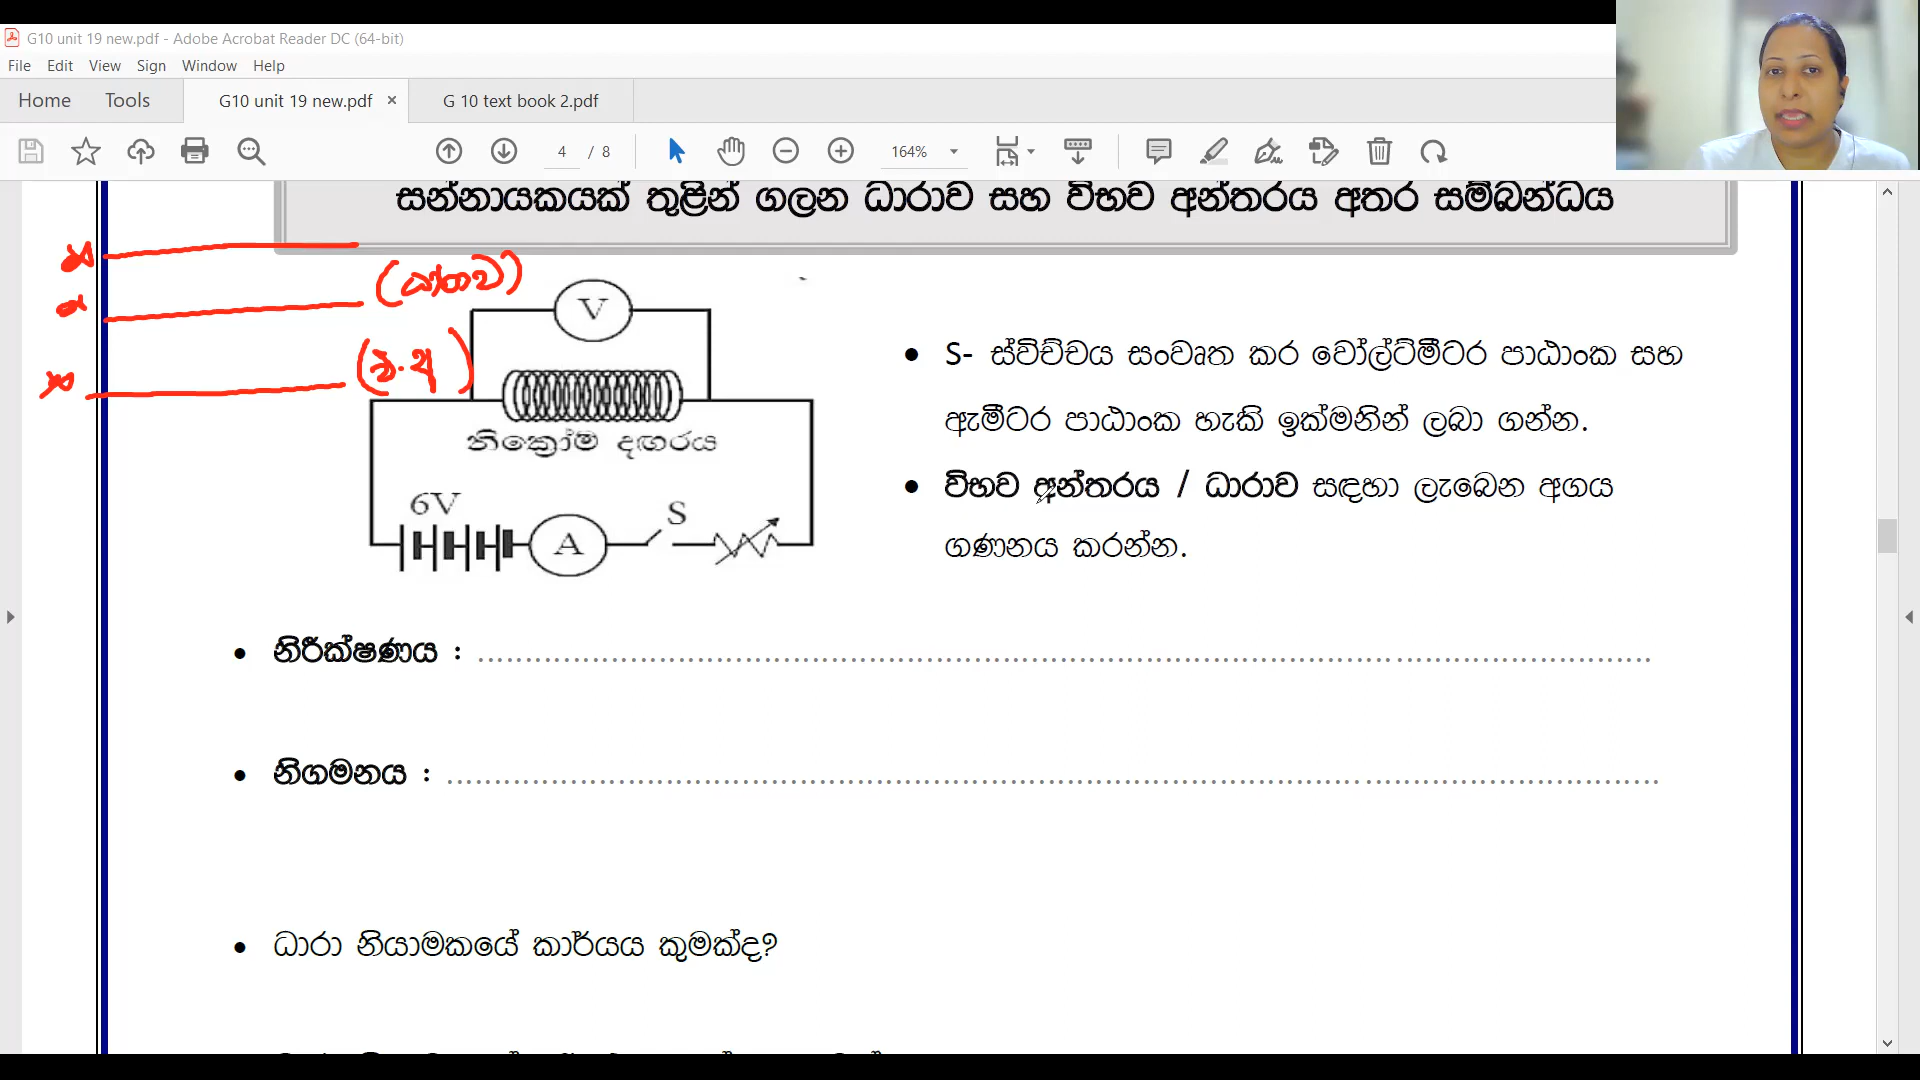 G10 unit 19 new.pdf - Adobe Acrobat Reader DC (64-bit)
File Edit View Sign Window Help
Home Tools G10 unit 19 new.pdf × G 10 text book 2.pdf
4 / 8 164%
සන්නායකයක් තුළින් ගලන ධාරාව සහ විභව අන්තරය අතර සම්බන්ධය
(ධාරාව)
(වි.අ)
V
නික්‍රෝම් දඟරය
6V
A
S
• S- ස්විච්චය සංවෘත කර වෝල්ට්මීටර පාඨාංක සහ
ඇමීටර පාඨාංක හැකි ඉක්මනින් ලබා ගන්න.
• විභව අන්තරය / ධාරාව සඳහා ලැබෙන අගය
ගණනය කරන්න.
• නිරීක්ෂණය : ....................................................................................................
• නිගමනය : ....................................................................................................
• ධාරා නියාමකයේ කාර්යය කුමක්ද?